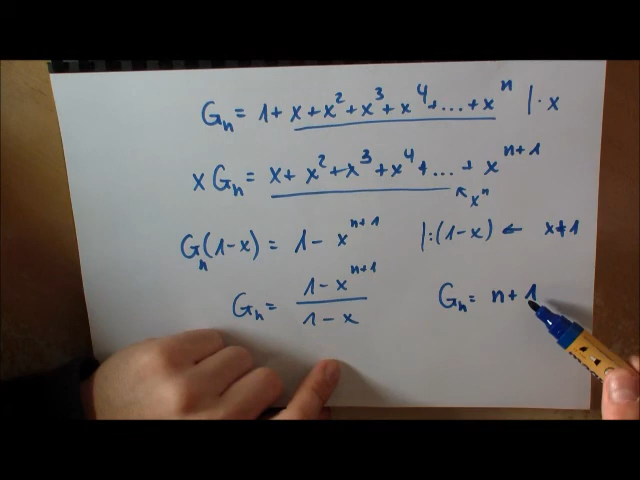 Gₙ = 1 + x + x² + x³ + x⁴ + ... + xⁿ | · x
x Gₙ = x + x² + x³ + x⁴ + ... + xⁿ⁺¹
↖ xⁿ
Gₙ(1-x) = 1 - xⁿ⁺¹ | :(1-x) ← x≠1
Gₙ = (1-xⁿ⁺¹)/(1-x) Gₙ = n+1